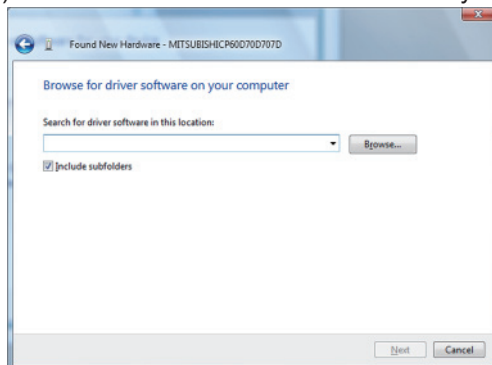 )
y
Found New Hardware - MITSUBISHICP60D70D707D
Browse for driver software on your computer
Search for driver software in this location:
Browse...
Include subfolders
Next Cancel